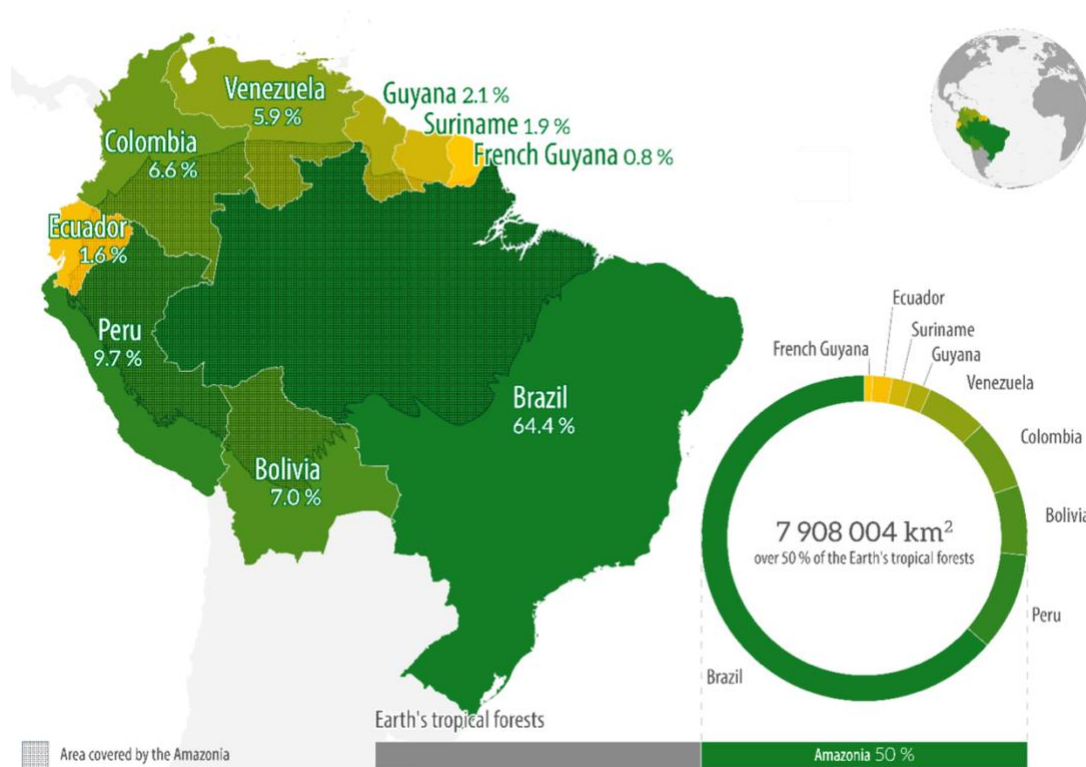 Venezuela
5.9 %
Guyana 2.1 %
Suriname 1.9 %
French Guyana 0.8 %
Colombia
6.6 %
Ecuador
1.6 %
Peru
9.7 %
Brazil
64.4 %
Bolivia
7.0 %
Ecuador
Suriname
French Guyana
Guyana
Venezuela
Colombia
Bolivia
Peru
Brazil
7 908 004 km²
over 50 % of the Earth's tropical forests
Earth's tropical forests
Area covered by the Amazonia
Amazonia 50 %